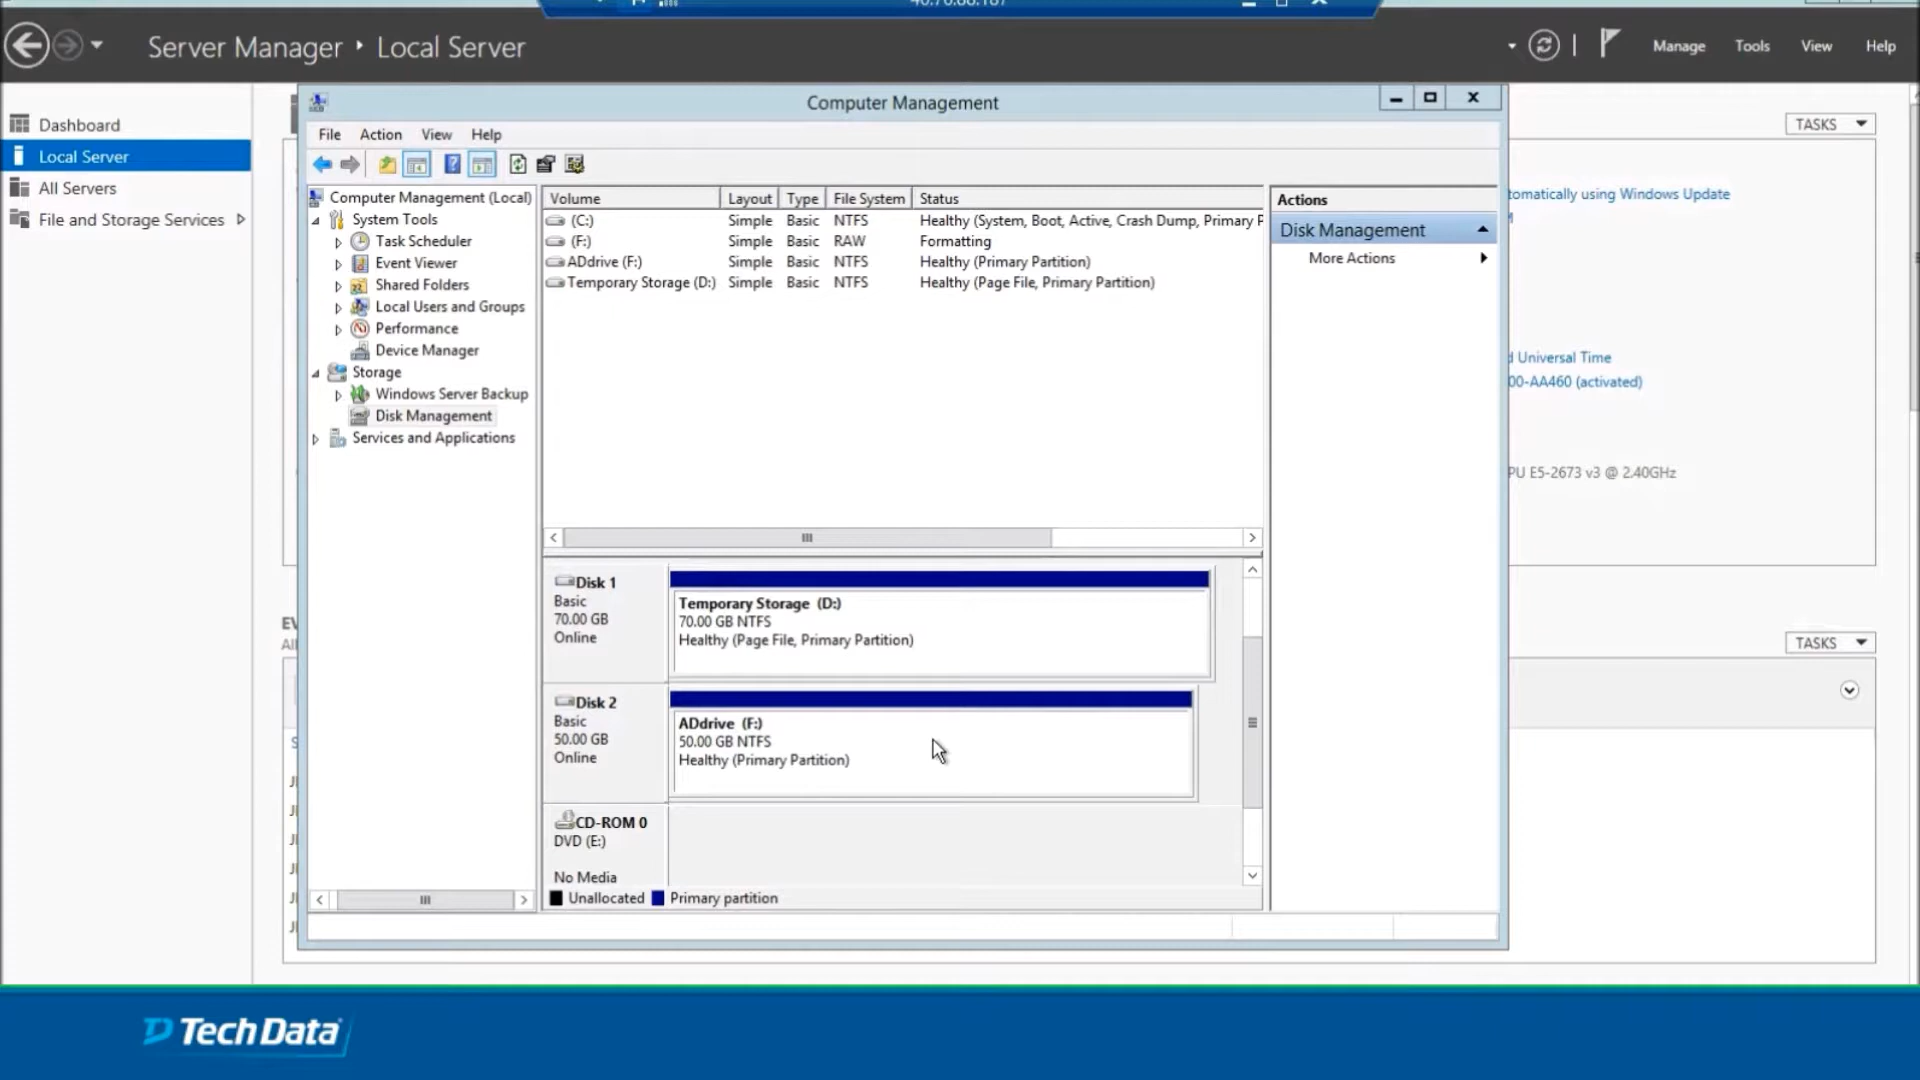 Server Manager ‣ Local Server
Manage Tools View Help
Dashboard
Local Server
All Servers
File and Storage Services
TASKS
Computer Management
File Action View Help
Computer Management (Local)
System Tools
Task Scheduler
Event Viewer
Shared Folders
Local Users and Groups
Performance
Device Manager
Storage
Windows Server Backup
Disk Management
Services and Applications
Volume Layout Type File System Status
(C:) Simple Basic NTFS Healthy (System, Boot, Active, Crash Dump, Primary P
(F:) Simple Basic RAW Formatting
ADdrive (F:) Simple Basic NTFS Healthy (Primary Partition)
Temporary Storage (D:) Simple Basic NTFS Healthy (Page File, Primary Partition)
Disk 1
Basic
70.00 GB
Online
Temporary Storage (D:)
70.00 GB NTFS
Healthy (Page File, Primary Partition)
Disk 2
Basic
50.00 GB
Online
ADdrive (F:)
50.00 GB NTFS
Healthy (Primary Partition)
CD-ROM 0
DVD (E:)
No Media
Unallocated Primary partition
Actions
Disk Management
More Actions
tomatically using Windows Update
d Universal Time
00-AA460 (activated)
PU E5-2673 v3 @ 2.40GHz
TASKS
Tech Data